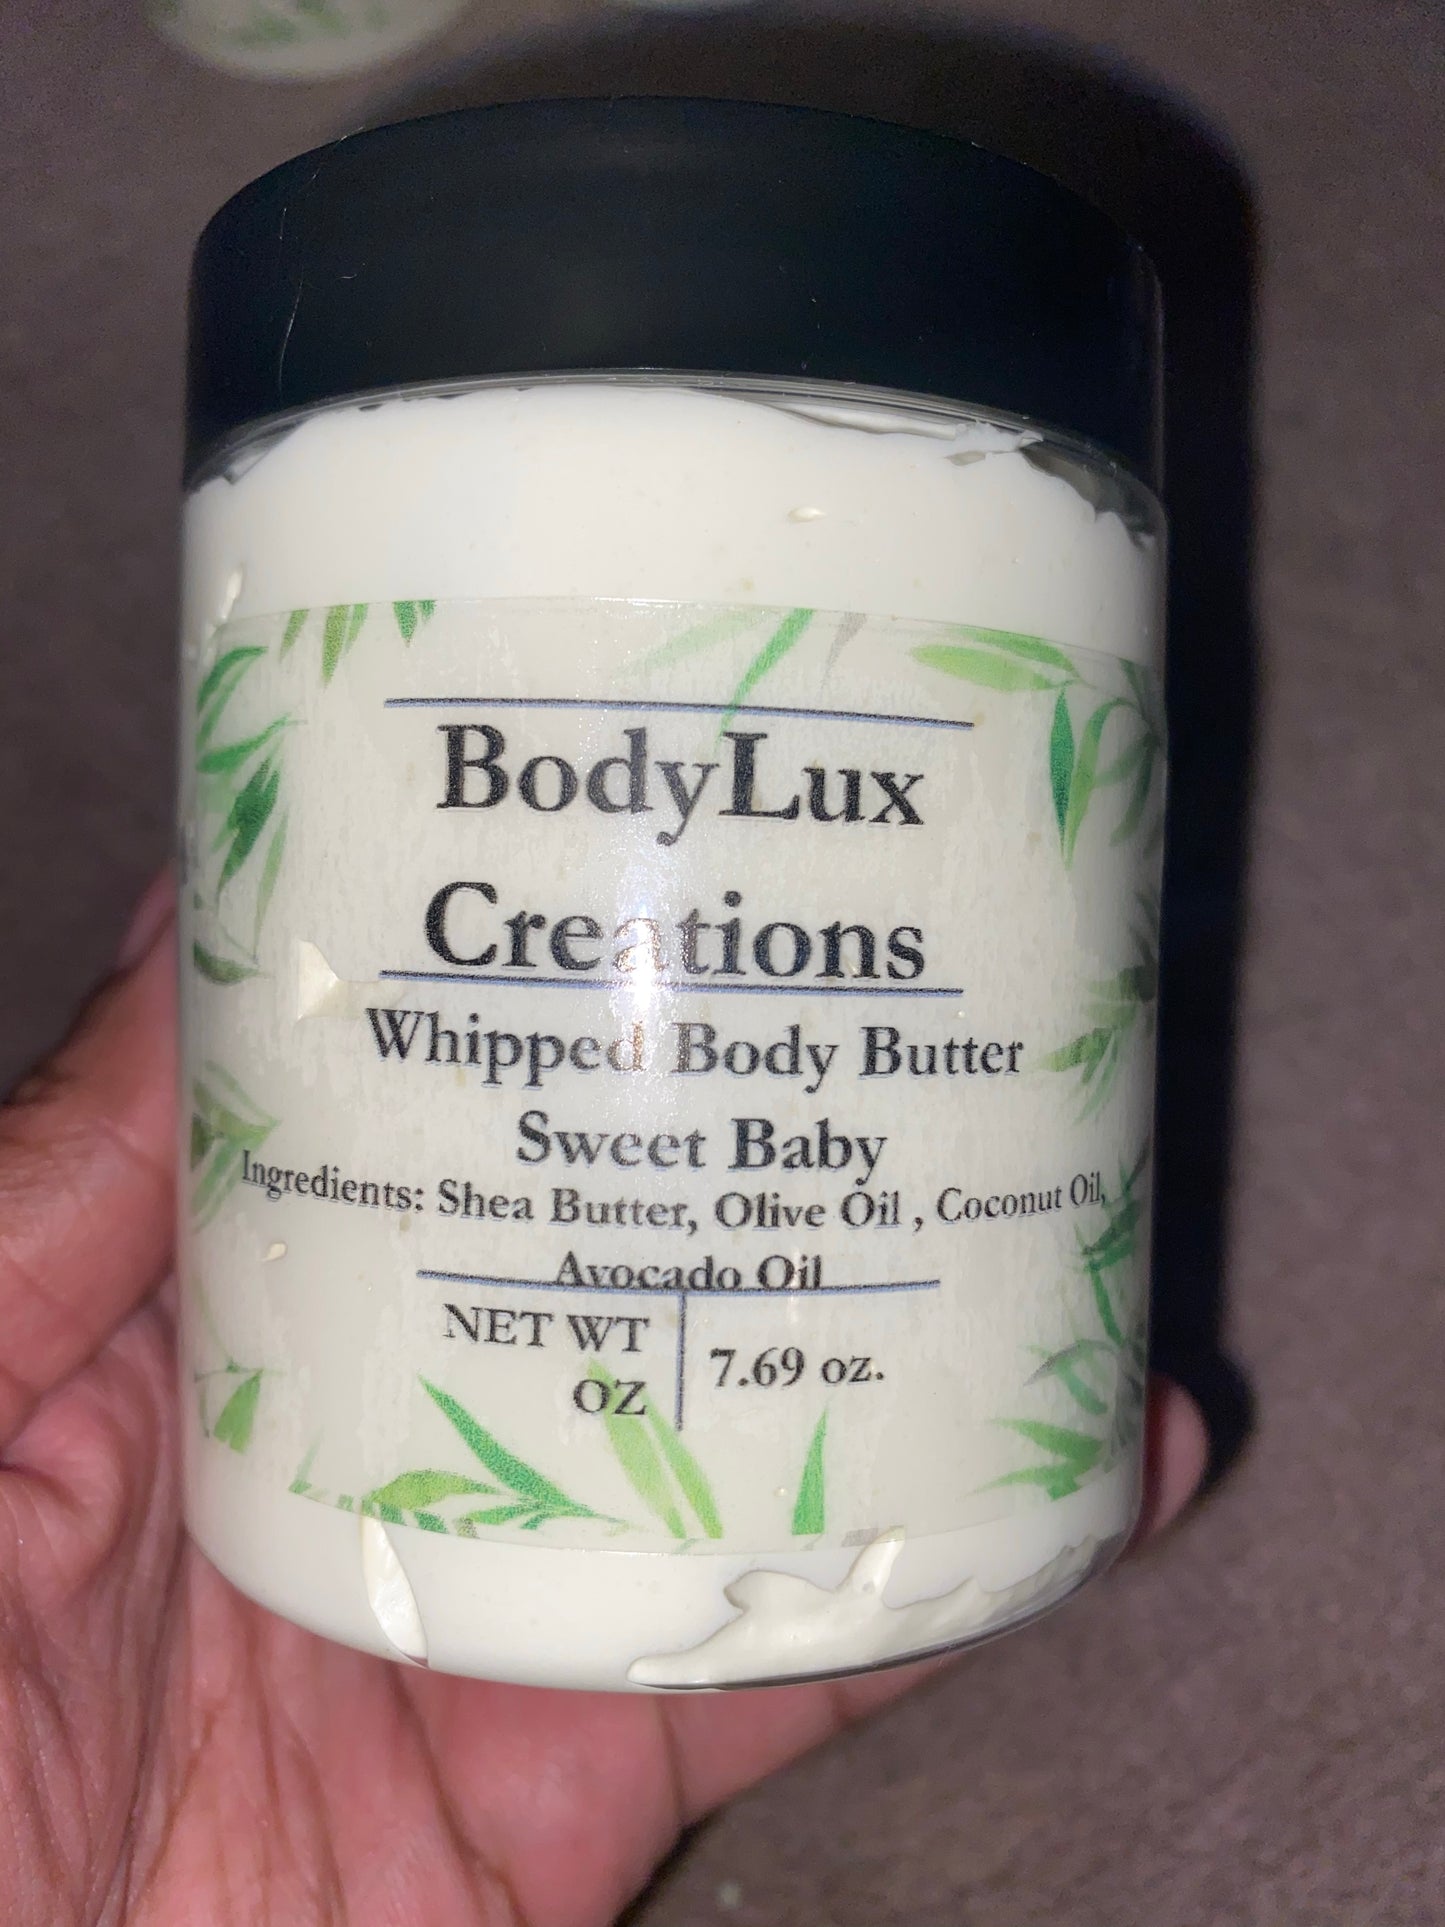 BodyLux
Creations
Whipped Body Butter
Sweet Baby
Ingredients: Shea Butter, Olive Oil , Coconut Oil,
Avocado Oil
NET WT
OZ
7.69 oz.